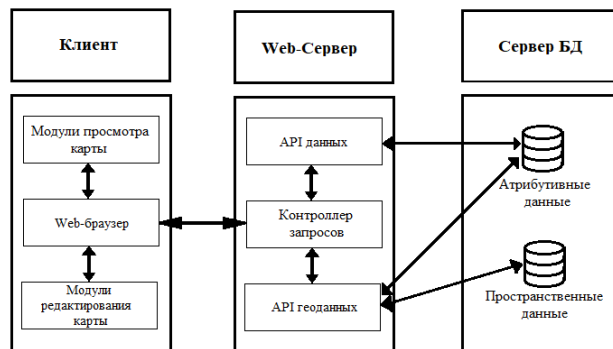 Клиент
Web-Сервер
Сервер БД
Модули просмотра
карты
Web-браузер
Модули
редактирования
карты
API данных
Контроллер
запросов
API геоданных
Атрибутивные
данные
Пространственные
данные